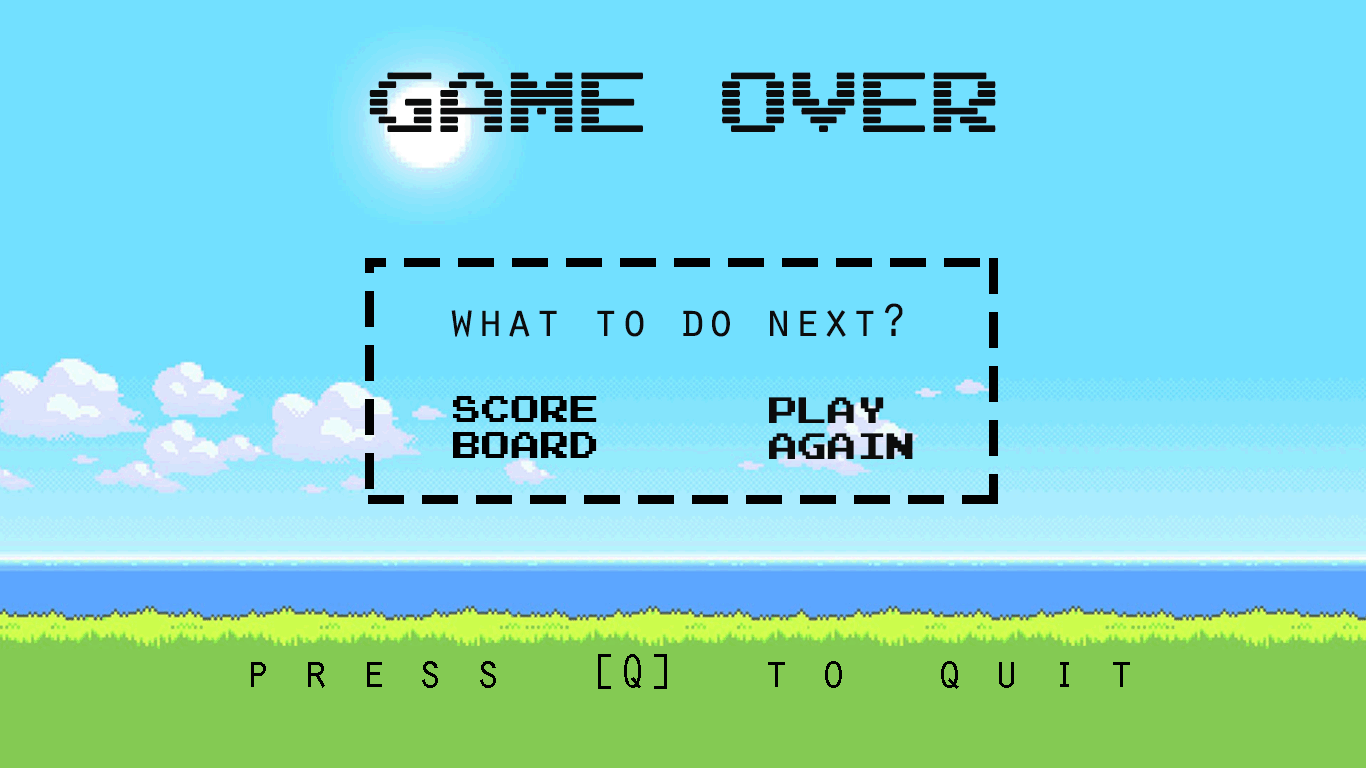 GAME OVER
WHAT TO DO NEXT?
SCORE
BOARD
PLAY
AGAIN
PRESS [Q] TO QUIT